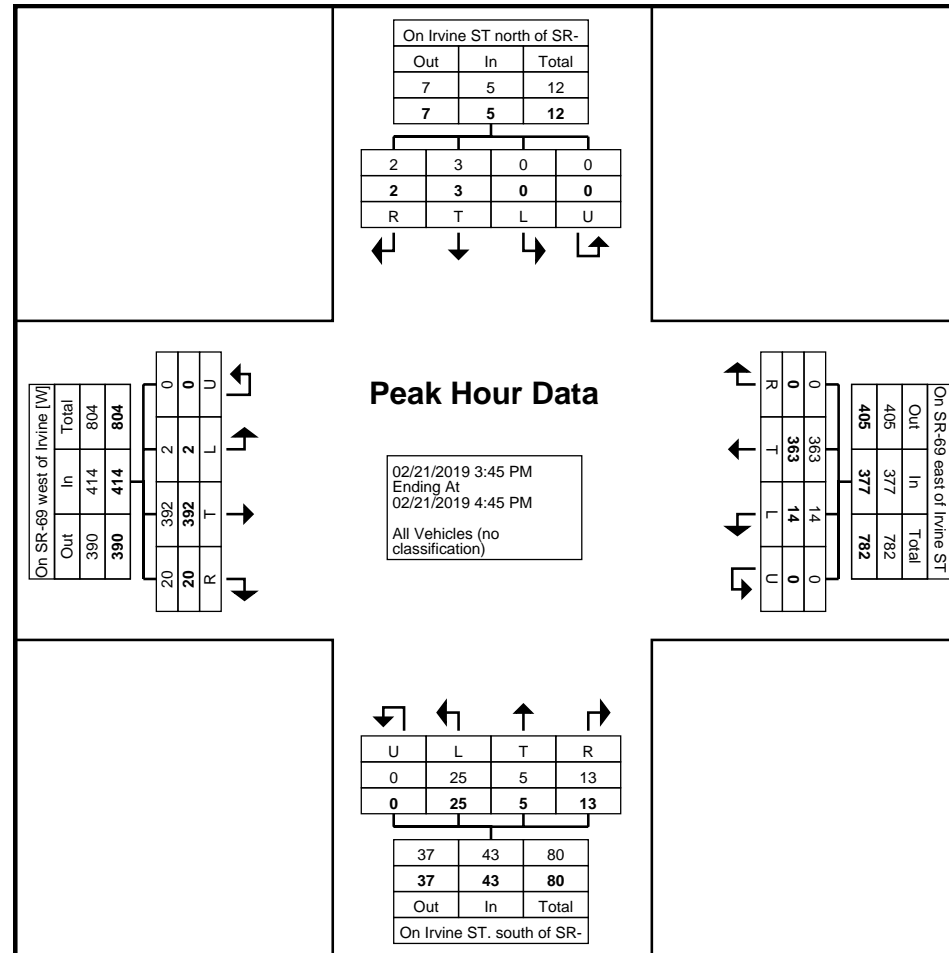 On Irvine ST north of SR-
Out In Total
7 5 12
7 5 12
2 3 0 0
2 3 0 0
R T L U
Peak Hour Data
02/21/2019 3:45 PM
Ending At
02/21/2019 4:45 PM
All Vehicles (no
classification)
On SR-69 west of Irvine [W]
Out In Total
390 414 804
390 414 804
20 392 2 0
20 392 2 0
R T L U
On SR-69 east of Irvine ST
Out In Total
405 377 782
405 377 782
0 363 14 0
0 363 14 0
R T L U
U L T R
0 25 5 13
0 25 5 13
37 43 80
37 43 80
Out In Total
On Irvine ST. south of SR-